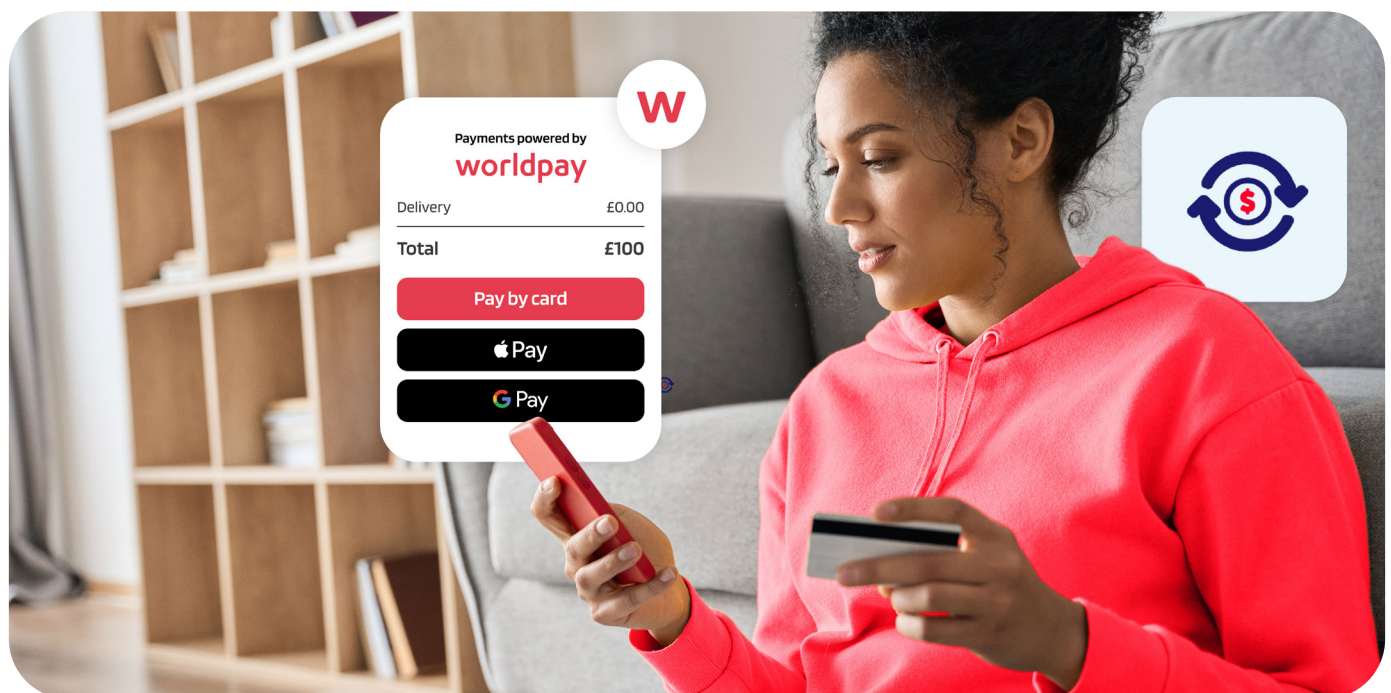 W
Payments powered by
worldpay
Delivery £0.00
Total £100
Pay by card
Pay
G Pay
$